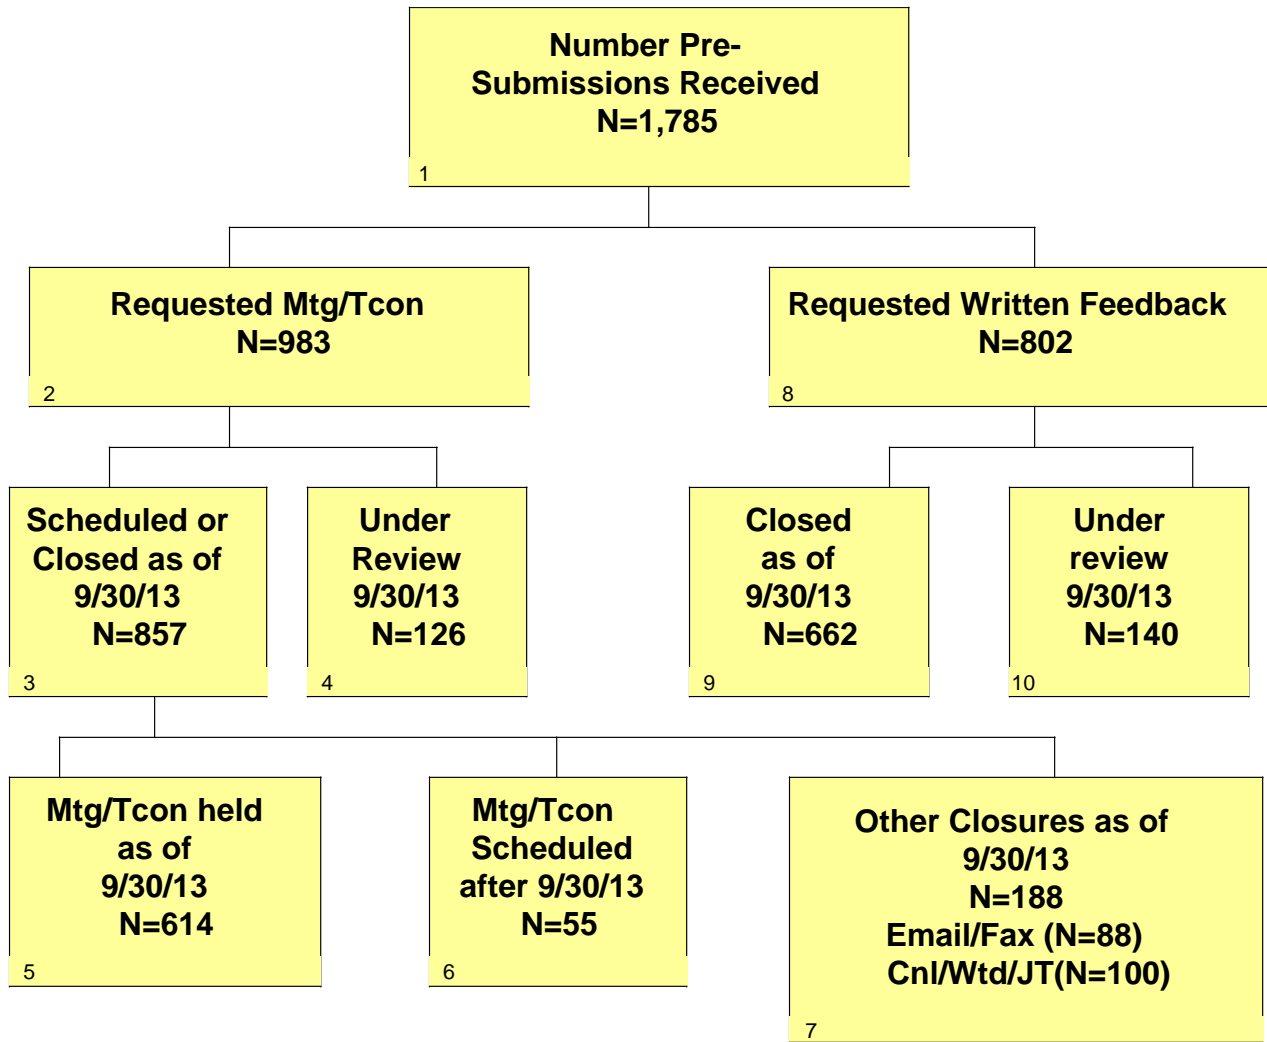 Number Pre-
Submissions Received
N=1,785
1
Requested Mtg/Tcon
N=983
2
Requested Written Feedback
N=802
8
Scheduled or
Closed as of
9/30/13
N=857
3
Under
Review
9/30/13
N=126
4
Closed
as of
9/30/13
N=662
9
Under
review
9/30/13
N=140
10
Mtg/Tcon held
as of
9/30/13
N=614
5
Mtg/Tcon
Scheduled
after 9/30/13
N=55
6
Other Closures as of
9/30/13
N=188
Email/Fax (N=88)
Cnl/Wtd/JT(N=100)
7